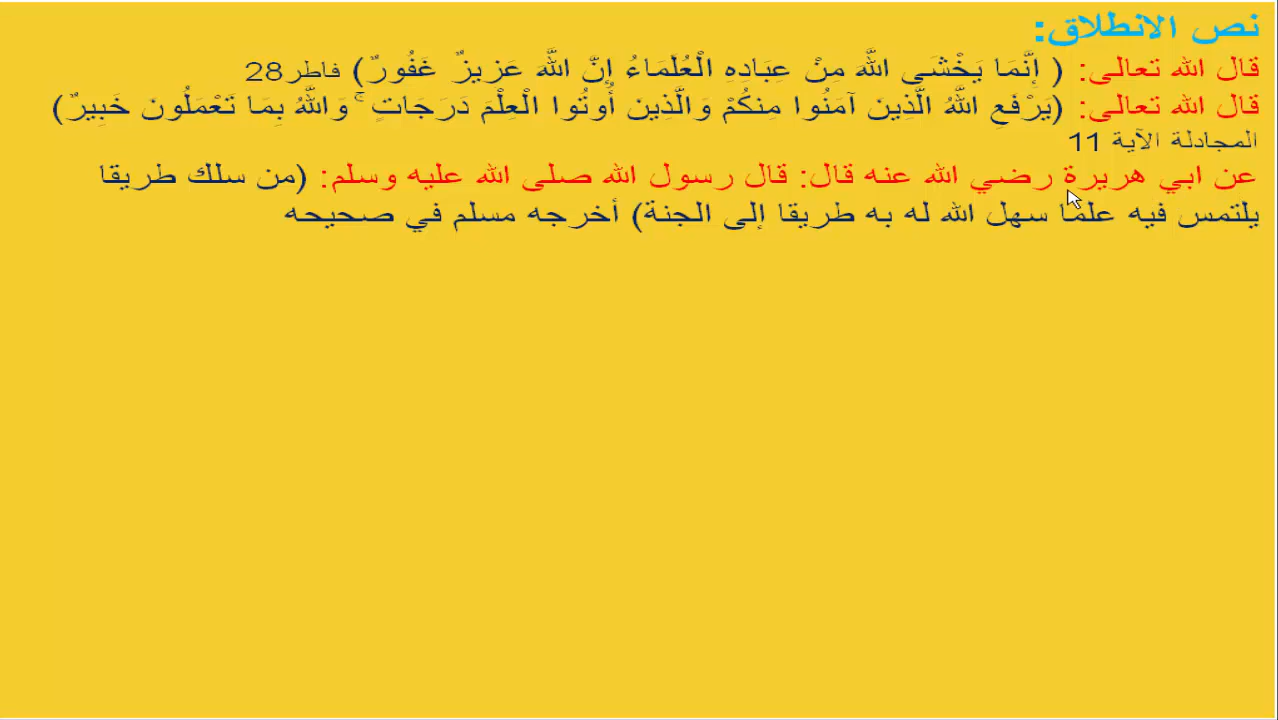 نص الانطلاق:
قال الله تعالى: ( إِنَّمَا يَخْشَى اللَّهَ مِنْ عِبَادِهِ الْعُلَمَاءُ إِنَّ اللَّهَ عَزِيزٌ غَفُورٌ) فاطر28
قال الله تعالى: (يَرْفَعِ اللَّهُ الَّذِينَ آمَنُوا مِنكُمْ وَالَّذِينَ أُوتُوا الْعِلْمَ دَرَجَاتٍ ۚ وَاللَّهُ بِمَا تَعْمَلُونَ خَبِيرٌ)
المجادلة الآية 11
عن ابي هريرة رضي الله عنه قال: قال رسول الله صلى الله عليه وسلم: (من سلك طريقا
يلتمس فيه علما سهل الله له به طريقا إلى الجنة) أخرجه مسلم في صحيحه